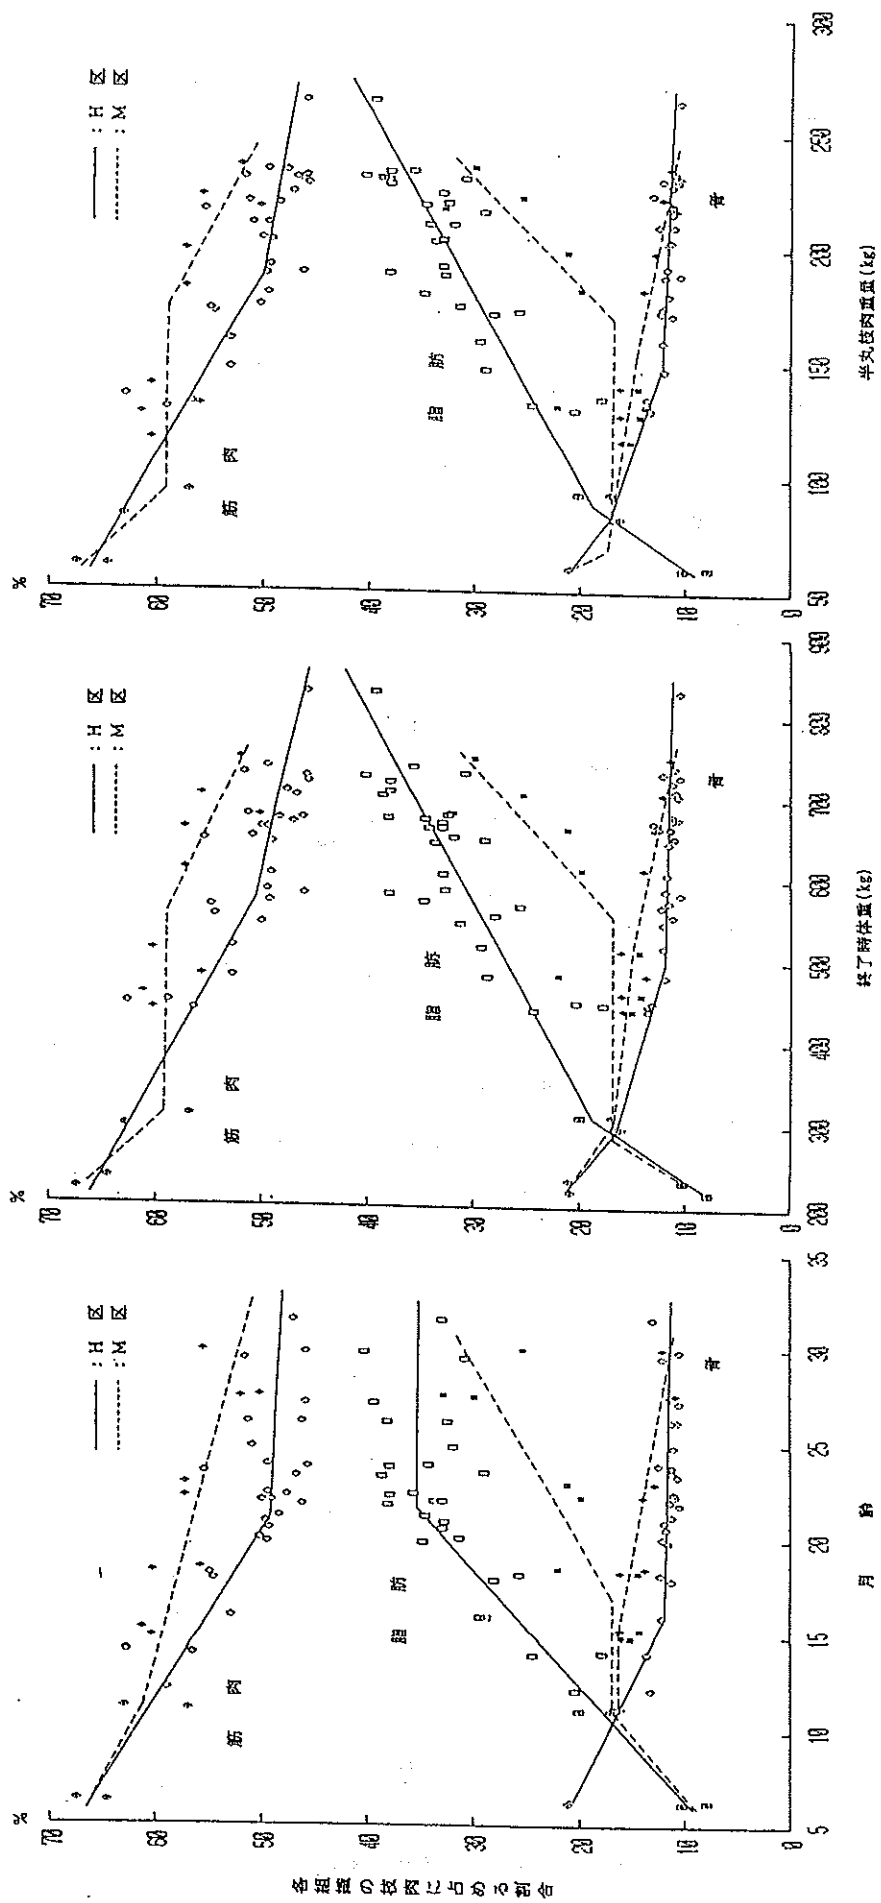 各組織の枝肉に占める割合
%
70
60
50
40
30
20
10
0
——— : H 区
------- : M 区
筋 肉
脂 肪
骨
5
10
15
20
25
30
35
月 齢
%
70
60
50
40
30
20
10
0
——— : H 区
------- : M 区
筋 肉
脂 肪
骨
200
300
400
500
600
700
800
900
終了時体重(kg)
%
70
60
50
40
30
20
10
0
——— : H 区
------- : M 区
筋 肉
脂 肪
骨
50
100
150
200
250
300
半丸枝肉重量(kg)